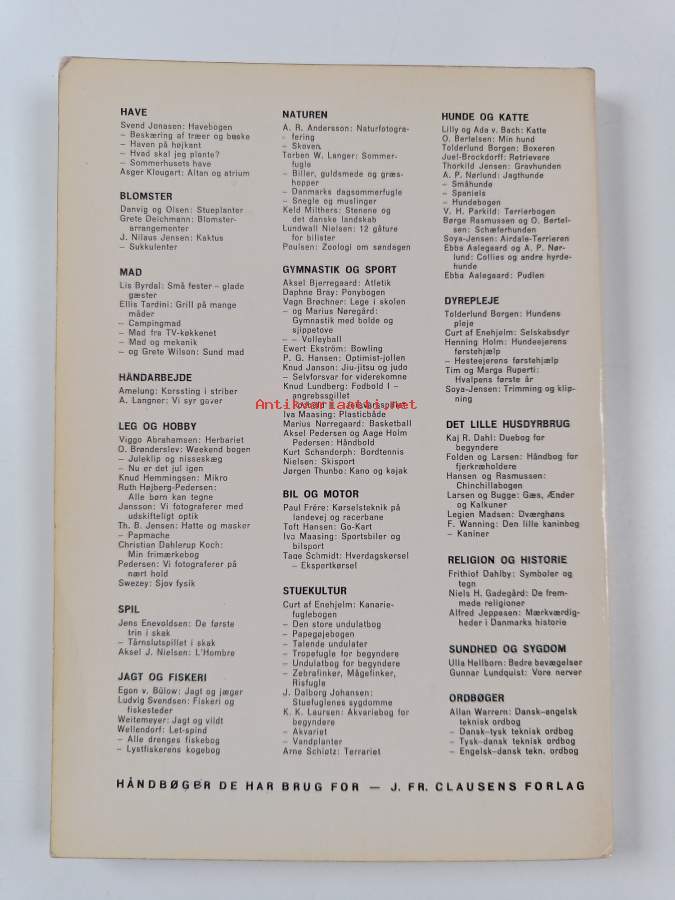 HAVE
Svend Jonasen: Havebogen
– Beskæring af træer og buske
– Haven på højkant
– Hvad skal jeg plante?
– Sommerhusets have
Asger Klougart: Altan og atrium
BLOMSTER
Danvig og Olsen: Stueplanter
Grete Deichmann: Blomster-
arrangementer
J. Nilaus Jensen: Kaktus
– Sukkulenter
MAD
Lis Byrdal: Små fester – glade
gæster
Ellis Tardini: Grill på mange
måder
– Campingmad
– Mad fra TV-køkkenet
– Mad og mekanik
– og Grete Wilson: Sund mad
HÅNDARBEJDE
Amelung: Korssting i striber
A. Langner: Vi syr gaver
LEG OG HOBBY
Viggo Abrahamsen: Herbariet
O. Brønderslev: Weekend bogen
– Juleklip og nisseskæg
– Nu er det jul igen
Knud Hemmingsen: Mikro
Ruth Højberg-Pedersen:
Alle børn kan tegne
Jansson: Vi fotograferer med
udskifteligt optik
Th. B. Jensen: Hatte og masker
– Papmache
Christian Dahlerup Koch:
Min frimærkebog
Pedersen: Vi fotograferer på
nært hold
Swezey: Sjov fysik
SPIL
Jens Enevoldsen: De første
trin i skak
– Tårnslutspillet i skak
Aksel J. Nielsen: L'Hombre
JAGT OG FISKERI
Egon v. Bülow: Jagt og jæger
Ludvig Svendsen: Fiskeri og
fiskesteder
Weitemeyer: Jagt og vildt
Wellendorf: Let-spind
– Alle drenges fiskebog
– Lystfiskerens kogebog
NATUREN
A. R. Andersson: Naturfotogra-
fering
– Skoven
Torben W. Langer: Sommer-
fugle
– Biller, guldsmede og græs-
hopper
– Danmarks dagsommerfugle
– Snegle og muslinger
Keld Milthers: Stenene og
det danske landskab
Lundwall Nielsen: 12 gåture
for bilister
Poulsen: Zoologi om søndagen
GYMNASTIK OG SPORT
Aksel Bjerregaard: Atletik
Daphne Bray: Ponybogen
Vagn Brøchner: Lege i skolen
– og Marius Nøregård:
Gymnastik med bolde og
sjippetove
– – Volleyball
Ewert Ekström: Bowling
P. G. Hansen: Optimist-jollen
Knud Janson: Jiu-jitsu og judo
– Selvforsvar for viderekomne
Knud Lundberg: Fodbold I –
angrebsspillet
Antikvariaatti.net
Iva Maasing: Plasticbåde
Marius Nørregaard: Basketball
Aksel Pedersen og Aage Holm
Pedersen: Håndbold
Kurt Schandorph: Bordtennis
Nielsen: Skisport
Jørgen Thunbo: Kano og kajak
BIL OG MOTOR
Paul Frére: Kørselsteknik på
landevej og racerbane
Toft Hansen: Go-Kart
Iva Maasing: Sportsbiler og
bilsport
Tage Schmidt: Hverdagskørsel
– Eksportkørsel
STUEKULTUR
Curt af Enehjelm: Kanarie-
fuglebogen
– Den store undulatbog
– Papegøjebogen
– Talende undulater
– Tropefugle for begyndere
– Undulatbog for begyndere
– Zebrafinker, Mågefinker,
Risfugle
J. Dalborg Johansen:
Stuefuglenes sygdomme
K. K. Laursen: Akvariebog for
begyndere
– Akvariet
– Vandplanter
Arne Schiøtz: Terrariet
HUNDE OG KATTE
Lilly og Ada v. Bach: Katte
O. Bertelsen: Min hund
Tolderlund Borgen: Boxeren
Juel-Brockdorff: Retrievere
Thorkild Jensen: Gravhunden
A. P. Nørlund: Jagthunde
– Småhunde
– Spaniels
– Hundebogen
V. H. Parkild: Terrierbogen
Børge Rasmussen og O. Bertel-
sen: Schæferhunden
Soya-Jensen: Airdale-Terrieren
Ebba Aalegaard og A. P. Nør-
lund: Collies og andre hyrde-
hunde
Ebba Aalegaard: Pudlen
DYREPLEJE
Tolderlund Borgen: Hundens
pleje
Curt af Enehjelm: Selskabsdyr
Henning Holm: Hundeejerens
førstehjælp
– Hesteejerens førstehjælp
Tim og Marga Ruperti:
Hvalpens første år
Soya-Jensen: Trimming og klip-
ning
DET LILLE HUSDYRBRUG
Kaj R. Dahl: Duebog for
begyndere
Folden og Larsen: Håndbog for
fjerkræholdere
Hansen og Rasmussen:
Chinchillabogen
Larsen og Bugge: Gæs, Ænder
og Kalkuner
Legien Madsen: Dværghøns
F. Wanning: Den lille kaninbog
– Kaniner
RELIGION OG HISTORIE
Frithiof Dahlby: Symboler og
tegn
Niels H. Gadegård: De frem-
mede religioner
Alfred Jeppesen: Mærkværdig-
heder i Danmarks historie
SUNDHED OG SYGDOM
Ulla Hellborn: Bedre bevægelser
Gunnar Lundquist: Vore nerver
ORDBØGER
Allan Warrern: Dansk–engelsk
teknisk ordbog
– Dansk–tysk teknisk ordbog
– Tysk–dansk teknisk ordbog
– Engelsk–dansk tekn. ordbog
HÅNDBØGER DE HAR BRUG FOR — J. FR. CLAUSENS FORLAG